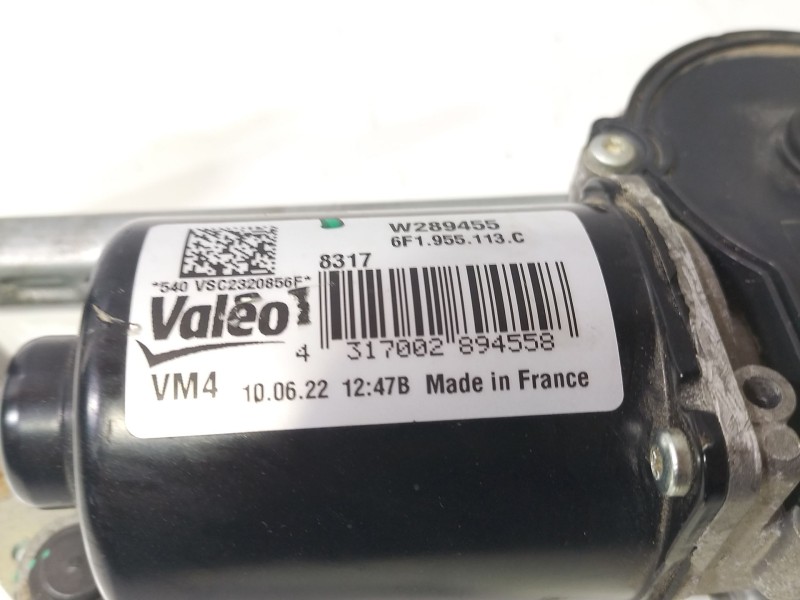 W289455
6F1.955.113.C
*540 VSC2320856F*
8317
Valeo
4 317002 894558
VM4 10.06.22 12:47B Made in France